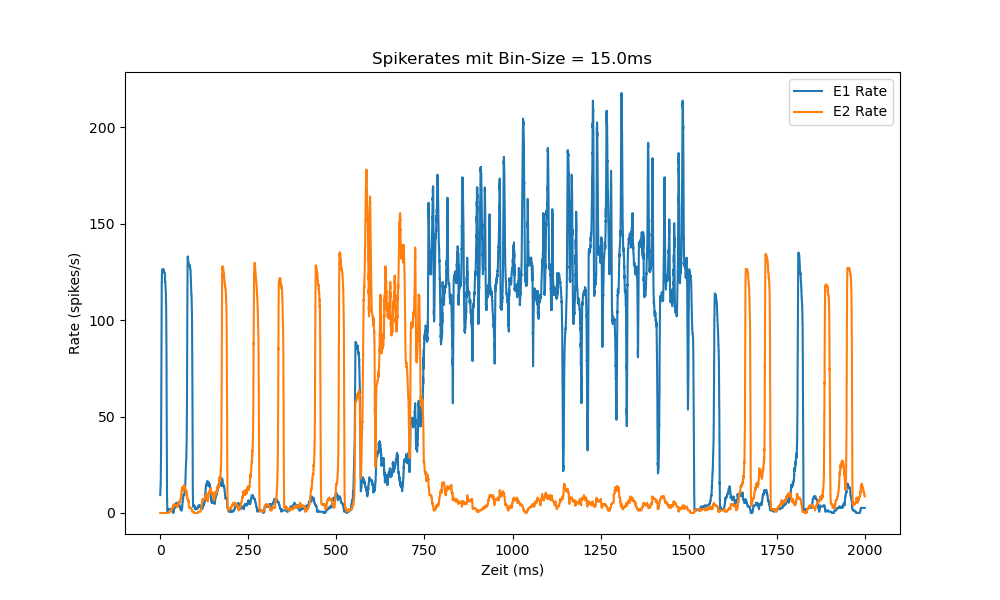 Spikerates mit Bin-Size = 15.0ms
E1 Rate
E2 Rate
200
150
100
50
0
Rate (spikes/s)
0 250 500 750 1000 1250 1500 1750 2000
Zeit (ms)